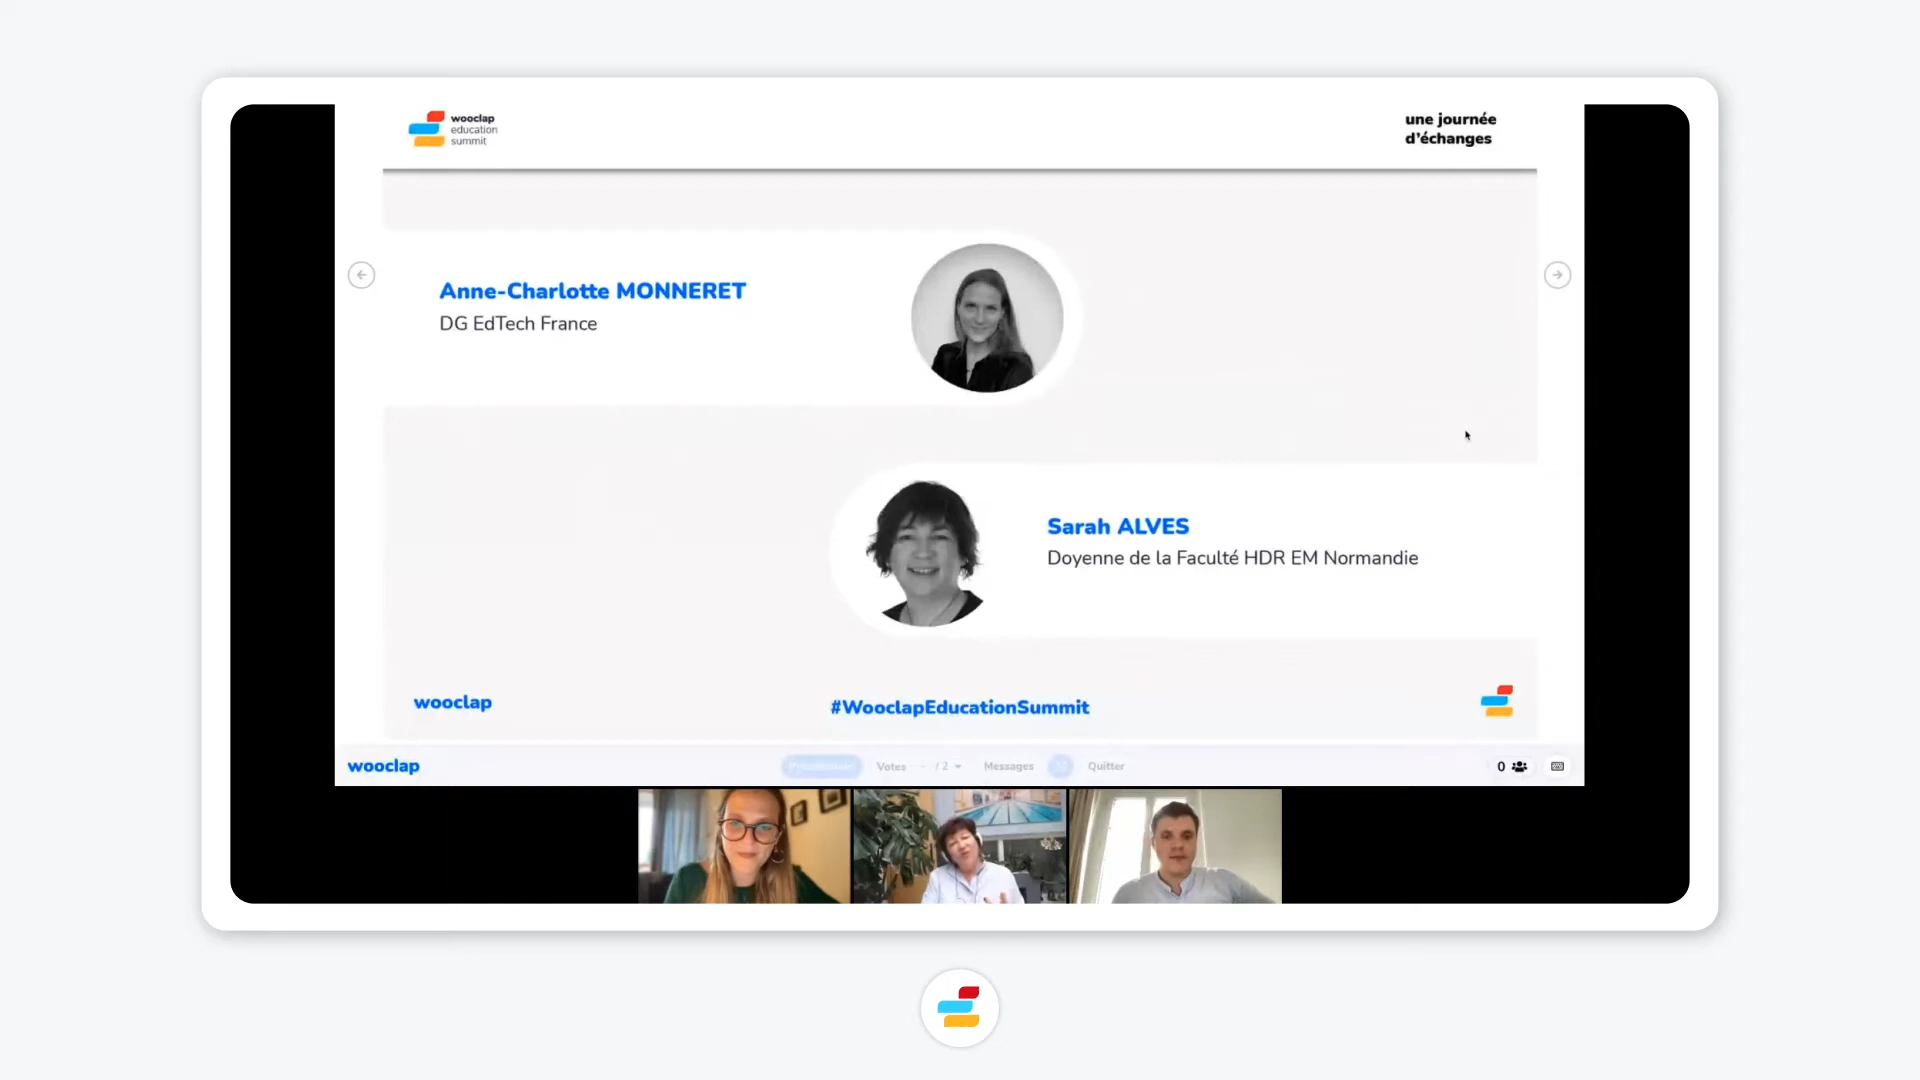 wooclap
education
summit
une journée
d'échanges
Anne-Charlotte MONNERET
DG EdTech France
Sarah ALVES
Doyenne de la Faculté HDR EM Normandie
wooclap
#WooclapEducationSummit
wooclap
Votes - / 2
Messages
Quitter
0